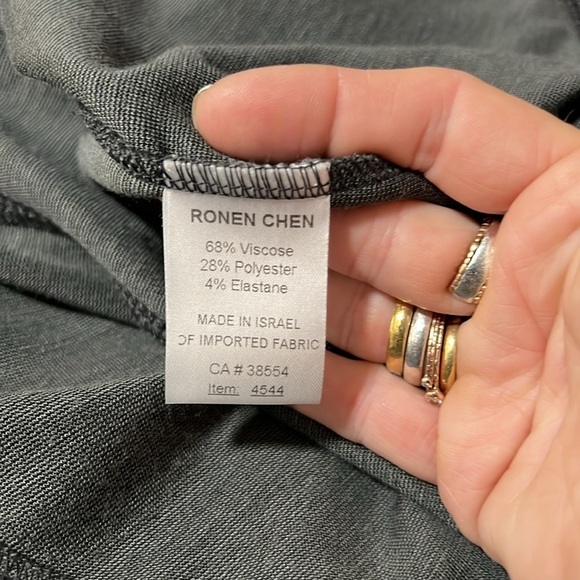 RONEN CHEN
68% Viscose
28% Polyester
4% Elastane
MADE IN ISRAEL
OF IMPORTED FABRIC
CA # 38554
Item: 4544